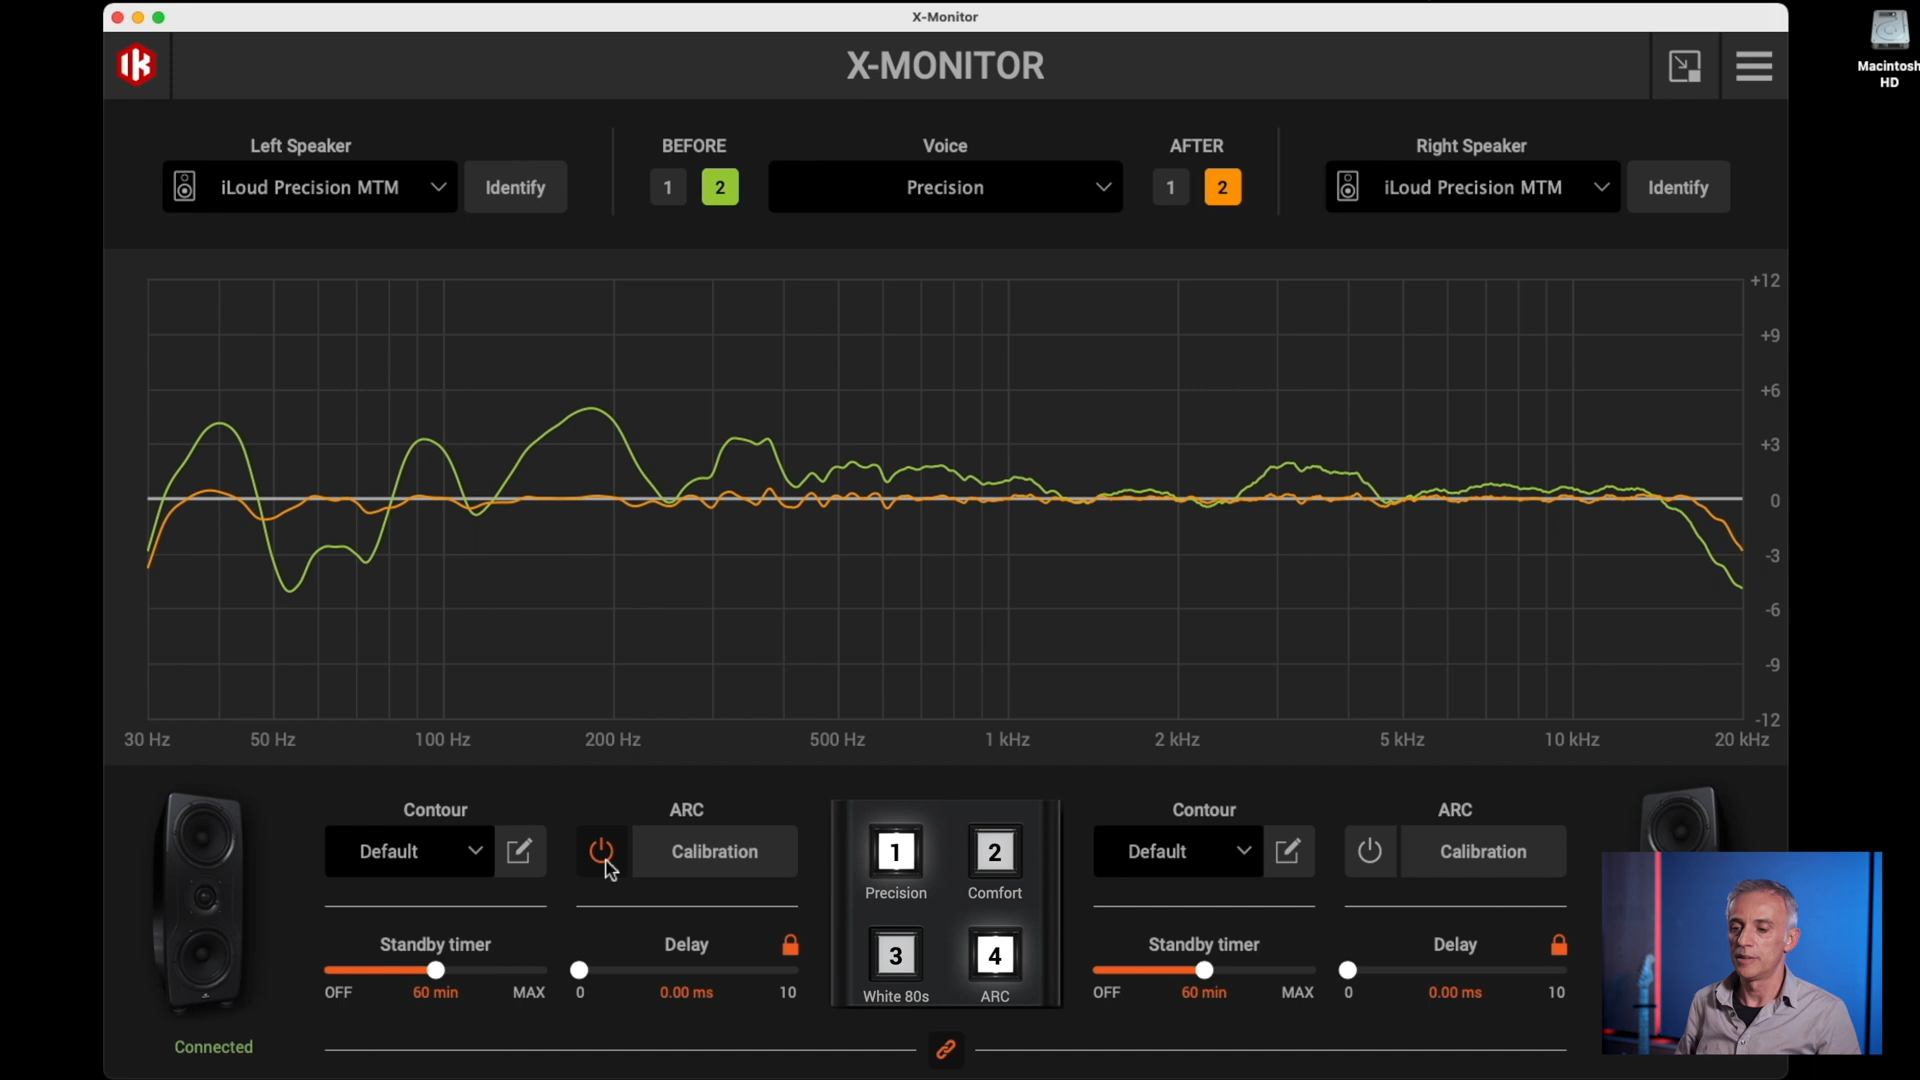 X-Monitor
IK
X-MONITOR
Macintosh
HD
Left Speaker
BEFORE
Voice
AFTER
Right Speaker
iLoud Precision MTM
Identify
1
2
Precision
1
2
iLoud Precision MTM
Identify
+12
+9
+6
+3
0
-3
-6
-9
-12
30 Hz
50 Hz
100 Hz
200 Hz
500 Hz
1 kHz
2 kHz
5 kHz
10 kHz
20 kHz
Contour
ARC
Contour
ARC
Default
Calibration
1
2
Default
Calibration
Precision
Comfort
Standby timer
Delay
3
4
Standby timer
Delay
OFF
60 min
MAX
0
0.00 ms
10
White 80s
ARC
OFF
60 min
MAX
0
0.00 ms
10
Connected